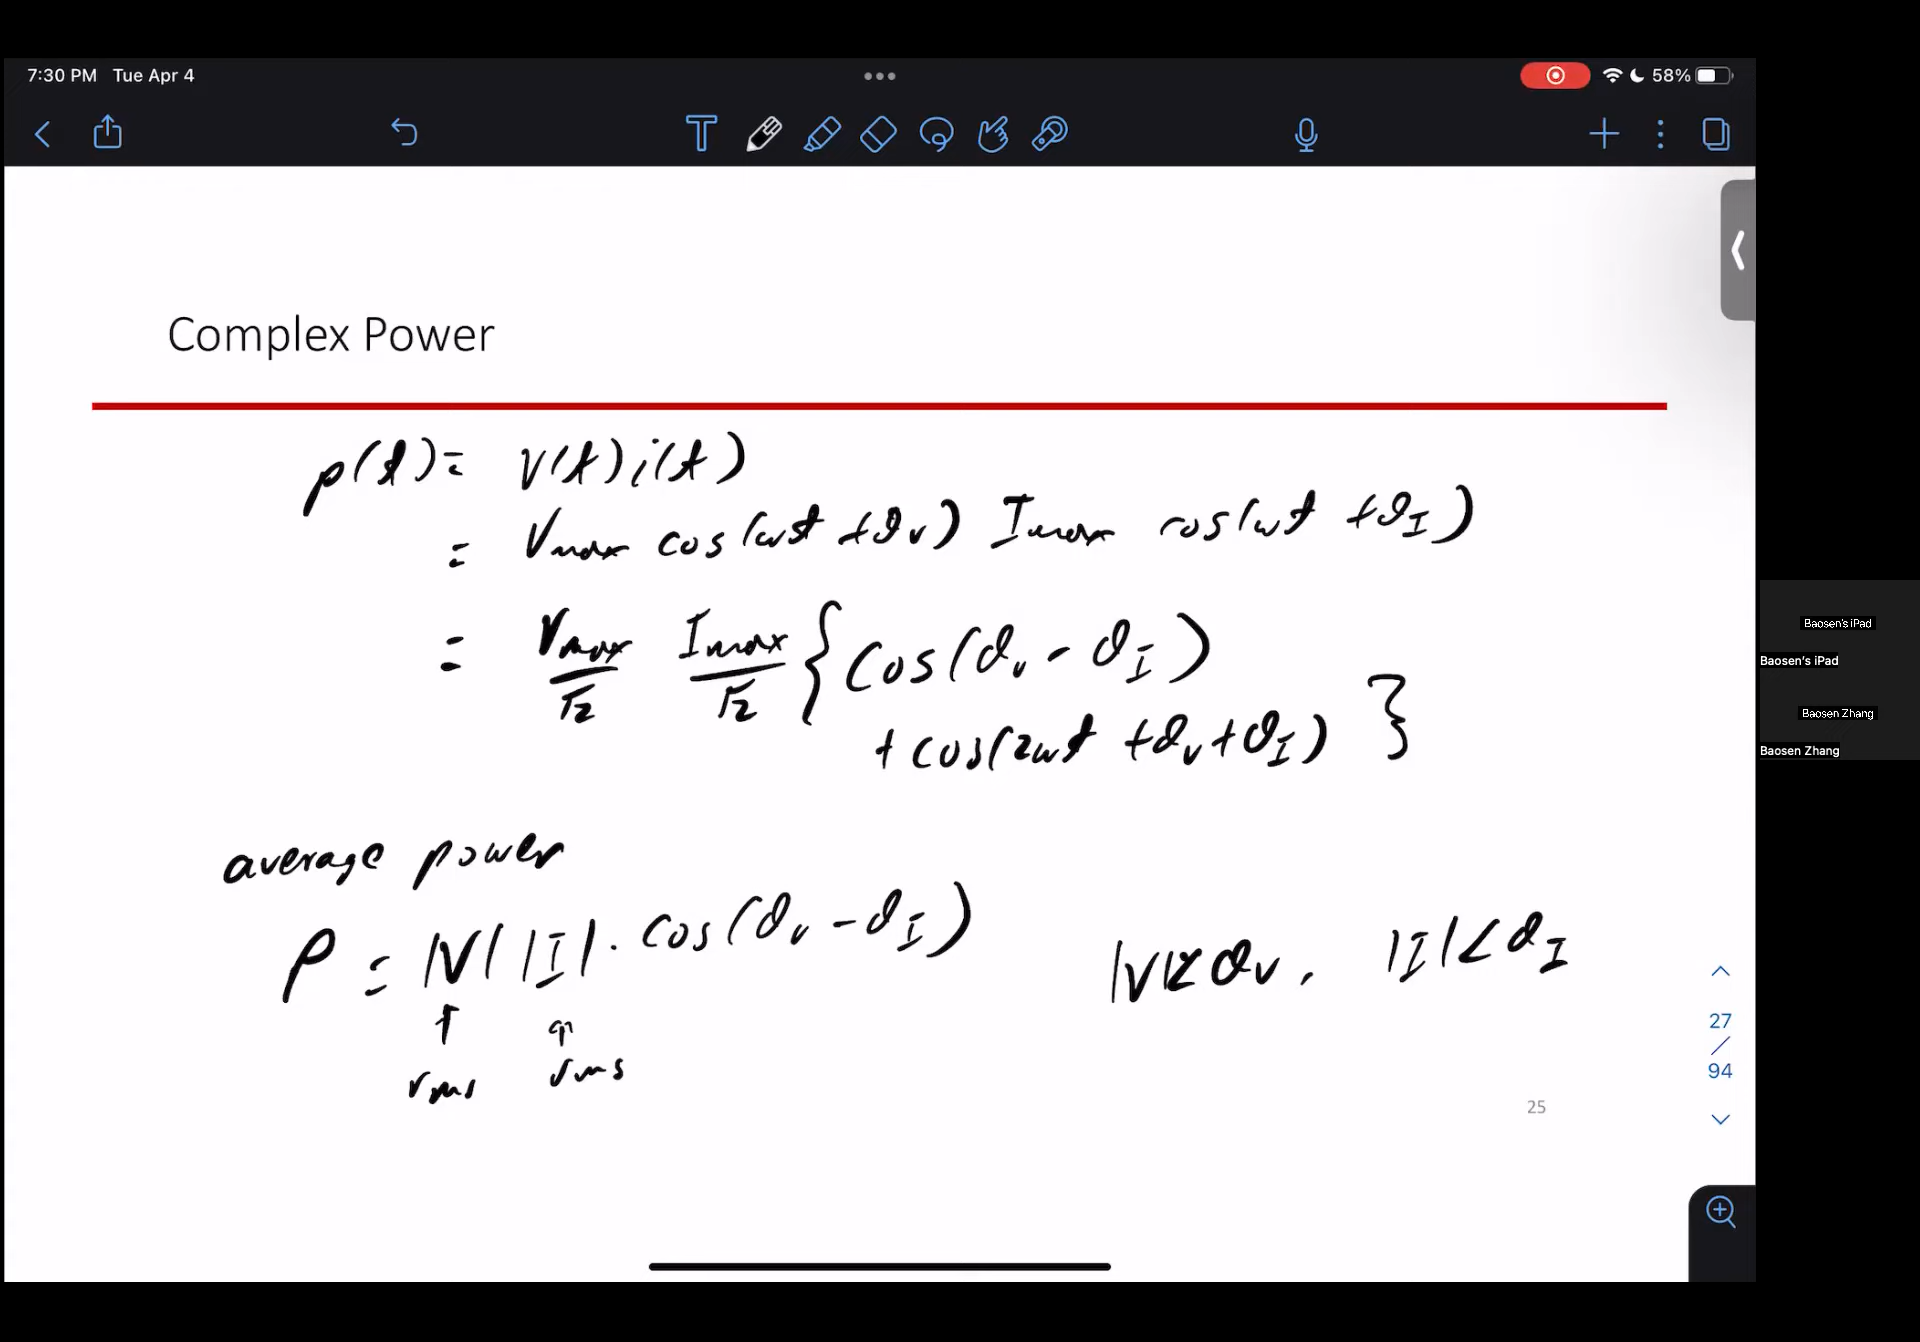 7:30 PM Tue Apr 4
58%
Complex Power
p(t) = v(t) i(t)
= Vmax cos(ωt + θv) Imax cos(ωt + θI)
= Vmax/√2 Imax/√2 { cos(θv - θI)
+ cos(2ωt + θv + θI) }
average power
P = |V| |I| · cos(θv - θI)
|V|∠θv, |I|∠θI
↑ ↑
rms rms
27
/
94
25
Baosen's iPad
Baosen's iPad
Baosen Zhang
Baosen Zhang